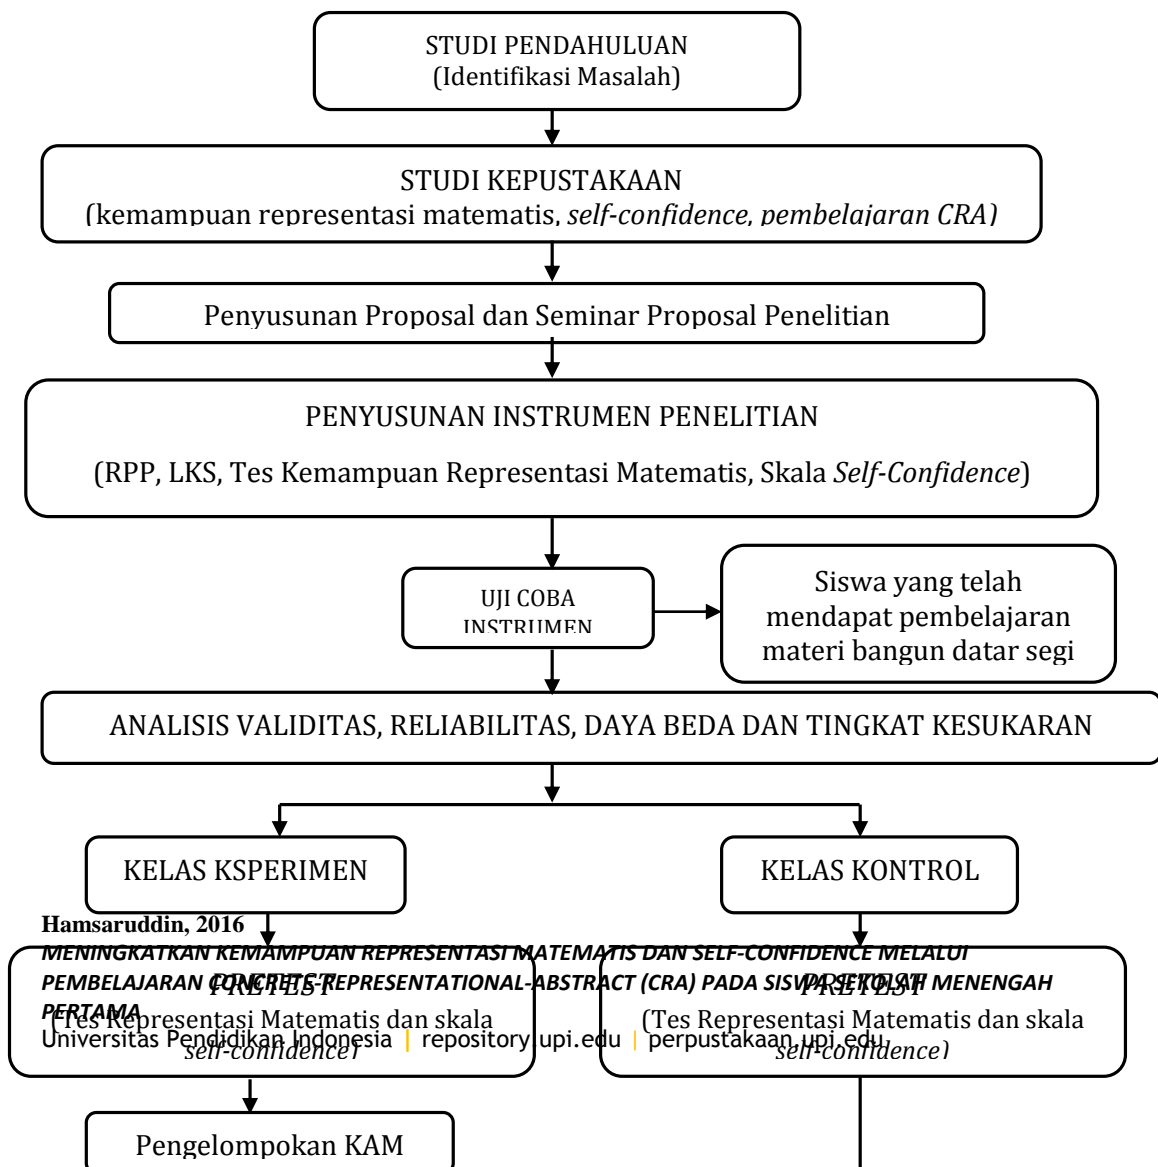 STUDI PENDAHULUAN
(Identifikasi Masalah)
STUDI KEPUSTAKAAN
(kemampuan representasi matematis, self-confidence, pembelajaran CRA)
Penyusunan Proposal dan Seminar Proposal Penelitian
PENYUSUNAN INSTRUMEN PENELITIAN
(RPP, LKS, Tes Kemampuan Representasi Matematis, Skala Self-Confidence)
UJI COBA
INSTRUMEN
Siswa yang telah
mendapat pembelajaran
materi bangun datar segi
ANALISIS VALIDITAS, RELIABILITAS, DAYA BEDA DAN TINGKAT KESUKARAN
KELAS KSPERIMEN
KELAS KONTROL
Hamsaruddin, 2016
MENINGKATKAN KEMAMPUAN REPRESENTASI MATEMATIS DAN SELF-CONFIDENCE MELALUI
PEMBELAJARAN CONCRETE-REPRESENTATIONAL-ABSTRACT (CRA) PADA SISWA SEKOLAH MENENGAH
PERTAMA
Universitas Pendidikan Indonesia | repository.upi.edu | perpustakaan.upi.edu
PRETEST
(Tes Representasi Matematis dan skala
self-confidence)
PRETEST
(Tes Representasi Matematis dan skala
self-confidence)
Pengelompokan KAM